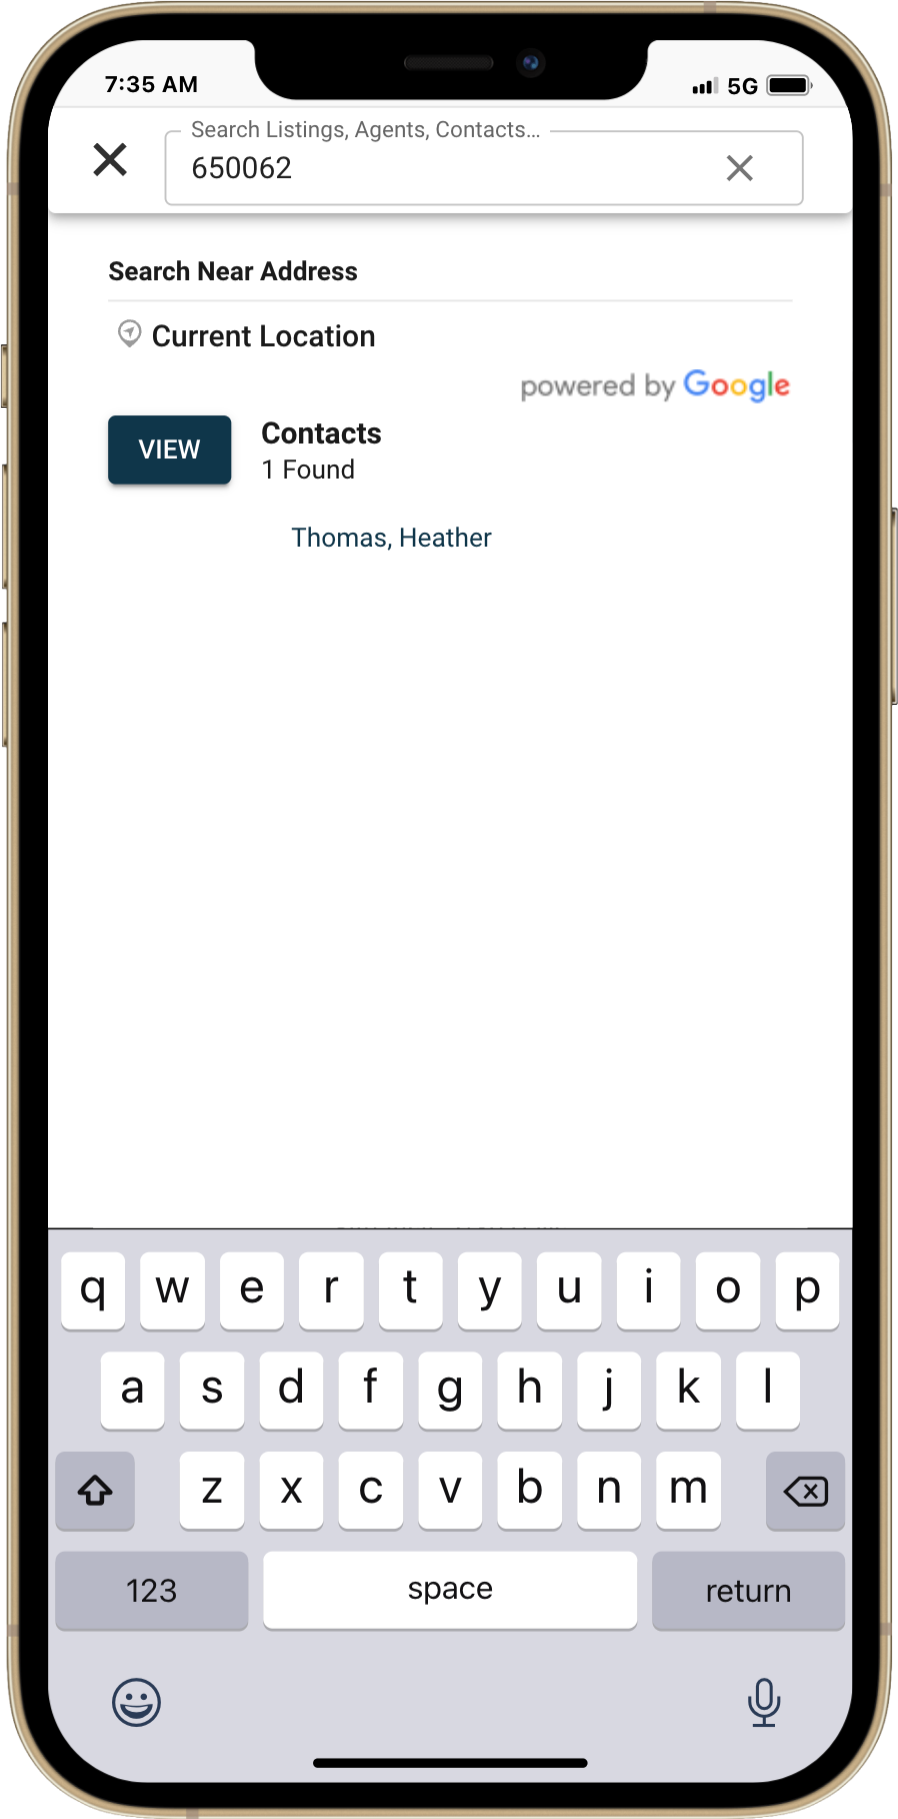 7:35 AM 5G
Search Listings, Agents, Contacts...
650062
Search Near Address
Current Location
powered by Google
VIEW
Contacts
1 Found
Thomas, Heather
q w e r t y u i o p
a s d f g h j k l
z x c v b n m
123 space return